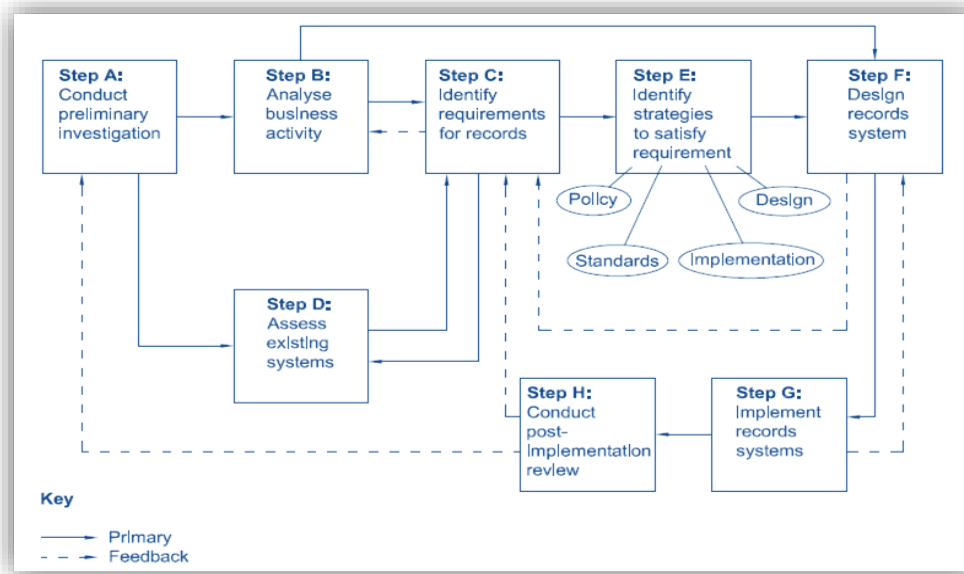 Step A:
Conduct
preliminary
investigation
Step B:
Analyse
business
activity
Step C:
Identify
requirements
for records
Step E:
Identify
strategies
to satisfy
requirement
Step F:
Design
records
system
Policy
Design
Standards
Implementation
Step D:
Assess
existing
systems
Step H:
Conduct
post-
implementation
review
Step G:
Implement
records
systems
Key
Primary
Feedback